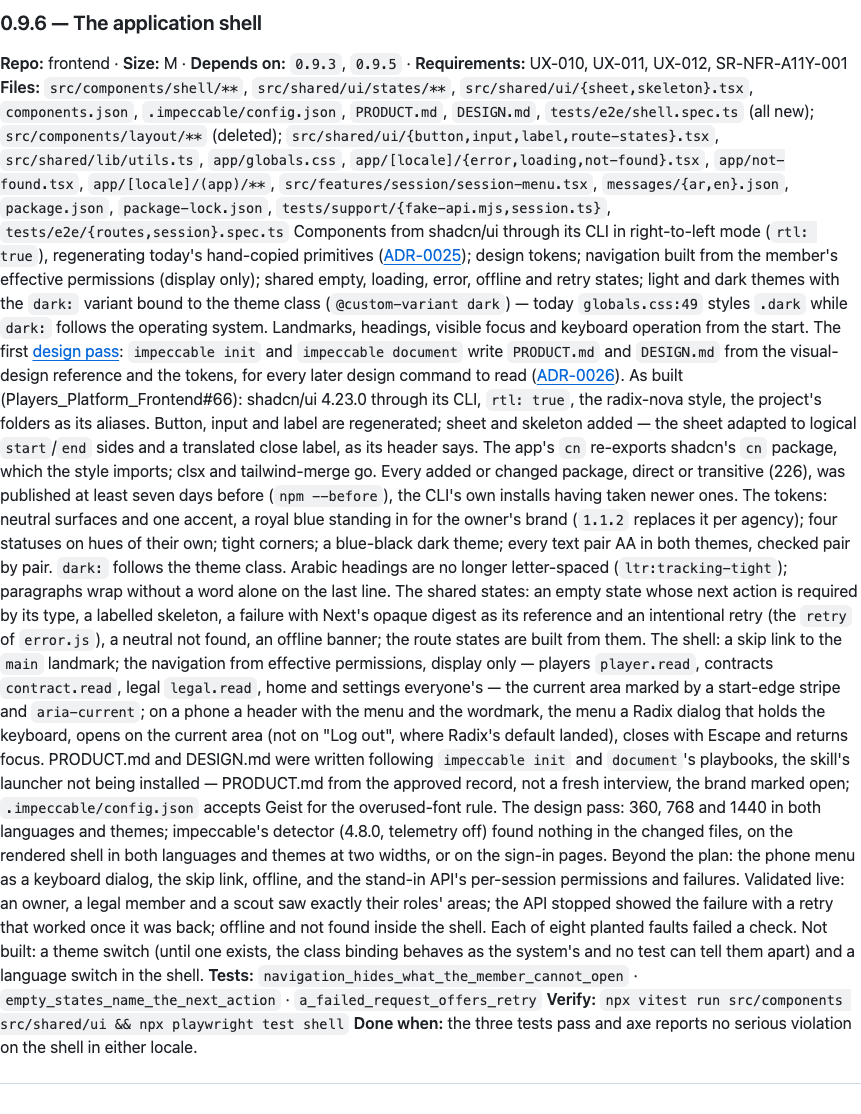 0.9.6 — The application shell
Repo: frontend · Size: M · Depends on: 0.9.3 , 0.9.5 · Requirements: UX-010, UX-011, UX-012, SR-NFR-A11Y-001
Files: src/components/shell/** , src/shared/ui/states/** , src/shared/ui/{sheet,skeleton}.tsx ,
components.json , .impeccable/config.json , PRODUCT.md , DESIGN.md , tests/e2e/shell.spec.ts (all new);
src/components/layout/** (deleted); src/shared/ui/{button,input,label,route-states}.tsx ,
src/shared/lib/utils.ts , app/globals.css , app/[locale]/{error,loading,not-found}.tsx , app/not-
found.tsx , app/[locale]/(app)/** , src/features/session/session-menu.tsx , messages/{ar,en}.json ,
package.json , package-lock.json , tests/support/{fake-api.mjs,session.ts} ,
tests/e2e/{routes,session}.spec.ts Components from shadcn/ui through its CLI in right-to-left mode ( rtl:
true ), regenerating today's hand-copied primitives (ADR-0025); design tokens; navigation built from the member's
effective permissions (display only); shared empty, loading, error, offline and retry states; light and dark themes with
the dark: variant bound to the theme class ( @custom-variant dark ) — today globals.css:49 styles .dark while
dark: follows the operating system. Landmarks, headings, visible focus and keyboard operation from the start. The
first design pass: impeccable init and impeccable document write PRODUCT.md and DESIGN.md from the visual-
design reference and the tokens, for every later design command to read (ADR-0026). As built
(Players_Platform_Frontend#66): shadcn/ui 4.23.0 through its CLI, rtl: true , the radix-nova style, the project's
folders as its aliases. Button, input and label are regenerated; sheet and skeleton added — the sheet adapted to logical
start / end sides and a translated close label, as its header says. The app's cn re-exports shadcn's cn package,
which the style imports; clsx and tailwind-merge go. Every added or changed package, direct or transitive (226), was
published at least seven days before ( npm --before ), the CLI's own installs having taken newer ones. The tokens:
neutral surfaces and one accent, a royal blue standing in for the owner's brand ( 1.1.2 replaces it per agency); four
statuses on hues of their own; tight corners; a blue-black dark theme; every text pair AA in both themes, checked pair
by pair. dark: follows the theme class. Arabic headings are no longer letter-spaced ( ltr:tracking-tight );
paragraphs wrap without a word alone on the last line. The shared states: an empty state whose next action is required
by its type, a labelled skeleton, a failure with Next's opaque digest as its reference and an intentional retry (the retry
of error.js ), a neutral not found, an offline banner; the route states are built from them. The shell: a skip link to the
main landmark; the navigation from effective permissions, display only — players player.read , contracts
contract.read , legal legal.read , home and settings everyone's — the current area marked by a start-edge stripe
and aria-current ; on a phone a header with the menu and the wordmark, the menu a Radix dialog that holds the
keyboard, opens on the current area (not on "Log out", where Radix's default landed), closes with Escape and returns
focus. PRODUCT.md and DESIGN.md were written following impeccable init and document 's playbooks, the skill's
launcher not being installed — PRODUCT.md from the approved record, not a fresh interview, the brand marked open;
.impeccable/config.json accepts Geist for the overused-font rule. The design pass: 360, 768 and 1440 in both
languages and themes; impeccable's detector (4.8.0, telemetry off) found nothing in the changed files, on the
rendered shell in both languages and themes at two widths, or on the sign-in pages. Beyond the plan: the phone menu
as a keyboard dialog, the skip link, offline, and the stand-in API's per-session permissions and failures. Validated live:
an owner, a legal member and a scout saw exactly their roles' areas; the API stopped showed the failure with a retry
that worked once it was back; offline and not found inside the shell. Each of eight planted faults failed a check. Not
built: a theme switch (until one exists, the class binding behaves as the system's and no test can tell them apart) and a
language switch in the shell. Tests: navigation_hides_what_the_member_cannot_open ·
empty_states_name_the_next_action · a_failed_request_offers_retry Verify: npx vitest run src/components
src/shared/ui && npx playwright test shell Done when: the three tests pass and axe reports no serious violation
on the shell in either locale.